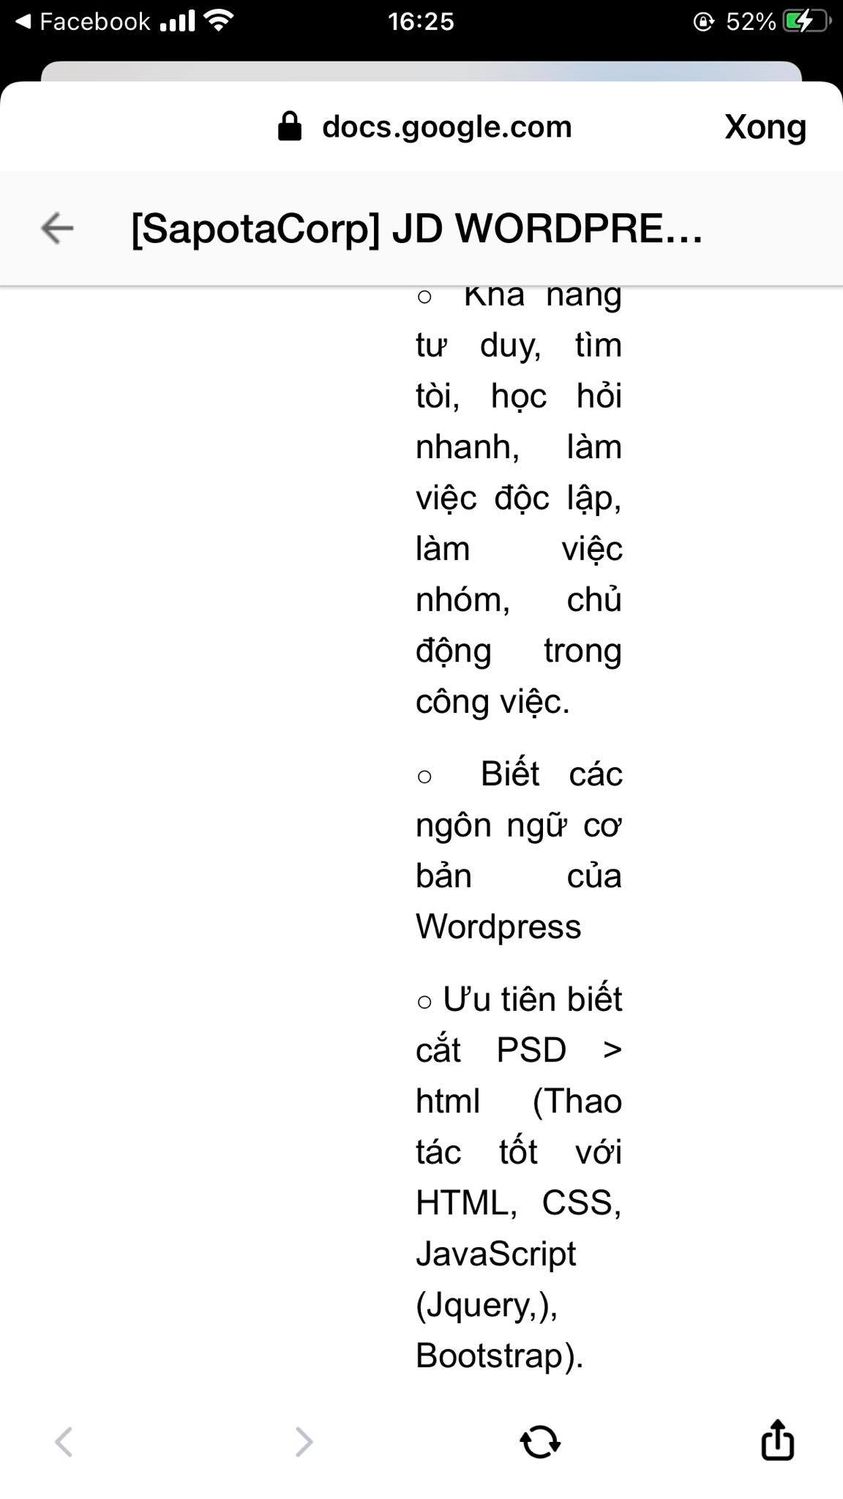 Facebook
16:25
52%
docs.google.com
Xong
[SapotaCorp] JD WORDPRE...
○ Khả năng
tư duy, tìm
tòi, học hỏi
nhanh, làm
việc độc lập,
làm việc
nhóm, chủ
động trong
công việc.
○ Biết các
ngôn ngữ cơ
bản của
Wordpress
○ Ưu tiên biết
cắt PSD >
html (Thao
tác tốt với
HTML, CSS,
JavaScript
(Jquery,),
Bootstrap).